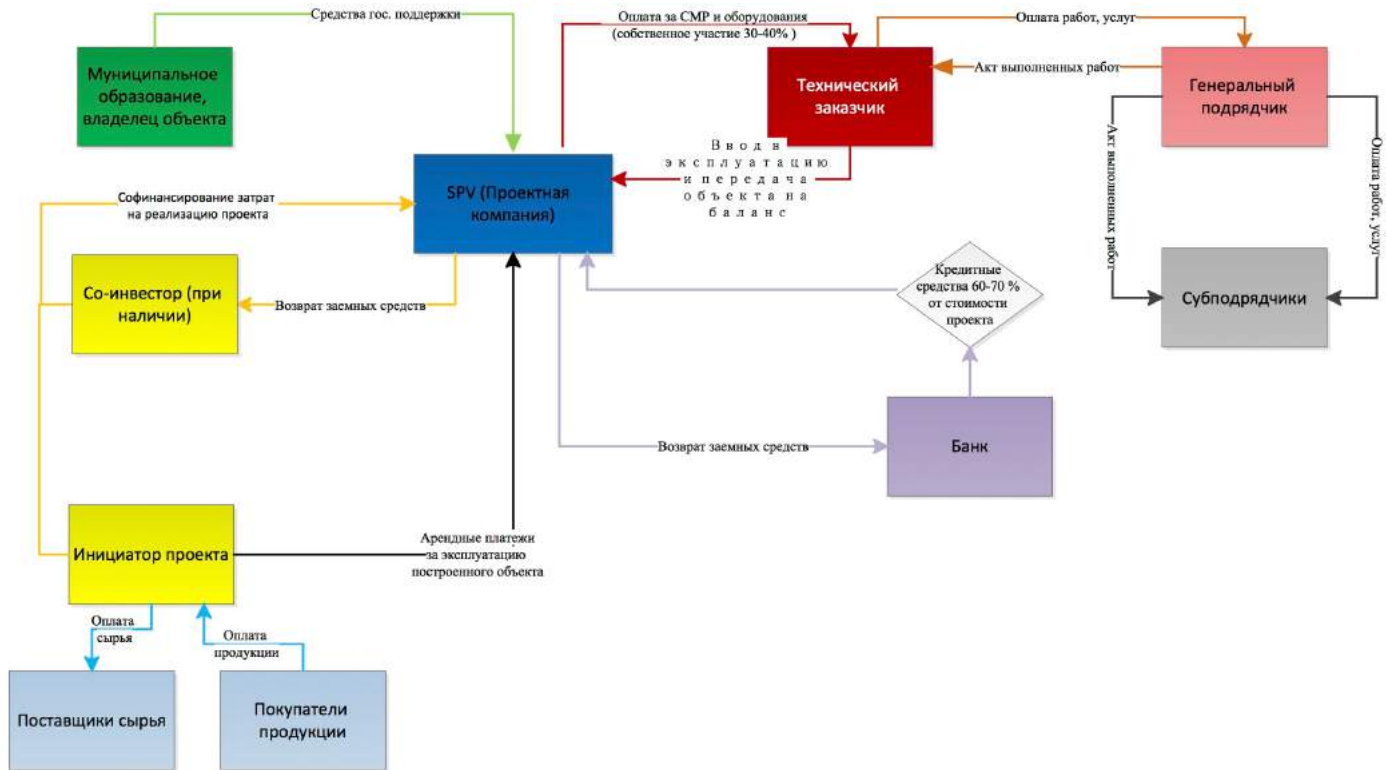 Средства гос. поддержки
Оплата за СМР и оборудования
(собственное участие 30-40% )
Оплата работ, услуг
Муниципальное
образование,
владелец объекта
Технический
заказчик
Акт выполненных работ
Генеральный
подрядчик
Ввод в
эксплуатацию
и передача
объекта на
баланс
Акт выполненных работ
Оплата работ, услуг
SPV (Проектная
компания)
Софинансирование затрат
на реализацию проекта
Со-инвестор (при
наличии)
Возврат заемных средств
Кредитные
средства 60-70 %
от стоимости
проекта
Субподрядчики
Возврат заемных средств
Банк
Инициатор проекта
Арендные платежи
за эксплуатацию
построенного объекта
Оплата
сырья
Оплата
продукции
Поставщики сырья
Покупатели
продукции